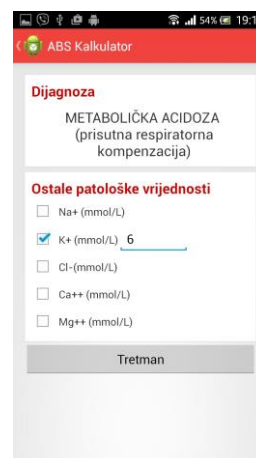 54% 19:1
ABS Kalkulator
Dijagnoza
METABOLIČKA ACIDOZA
(prisutna respiratorna
kompenzacija)
Ostale patološke vrijednosti
Na+ (mmol/L)
K+ (mmol/L) 6
Cl-(mmol/L)
Ca++ (mmol/L)
Mg++ (mmol/L)
Tretman